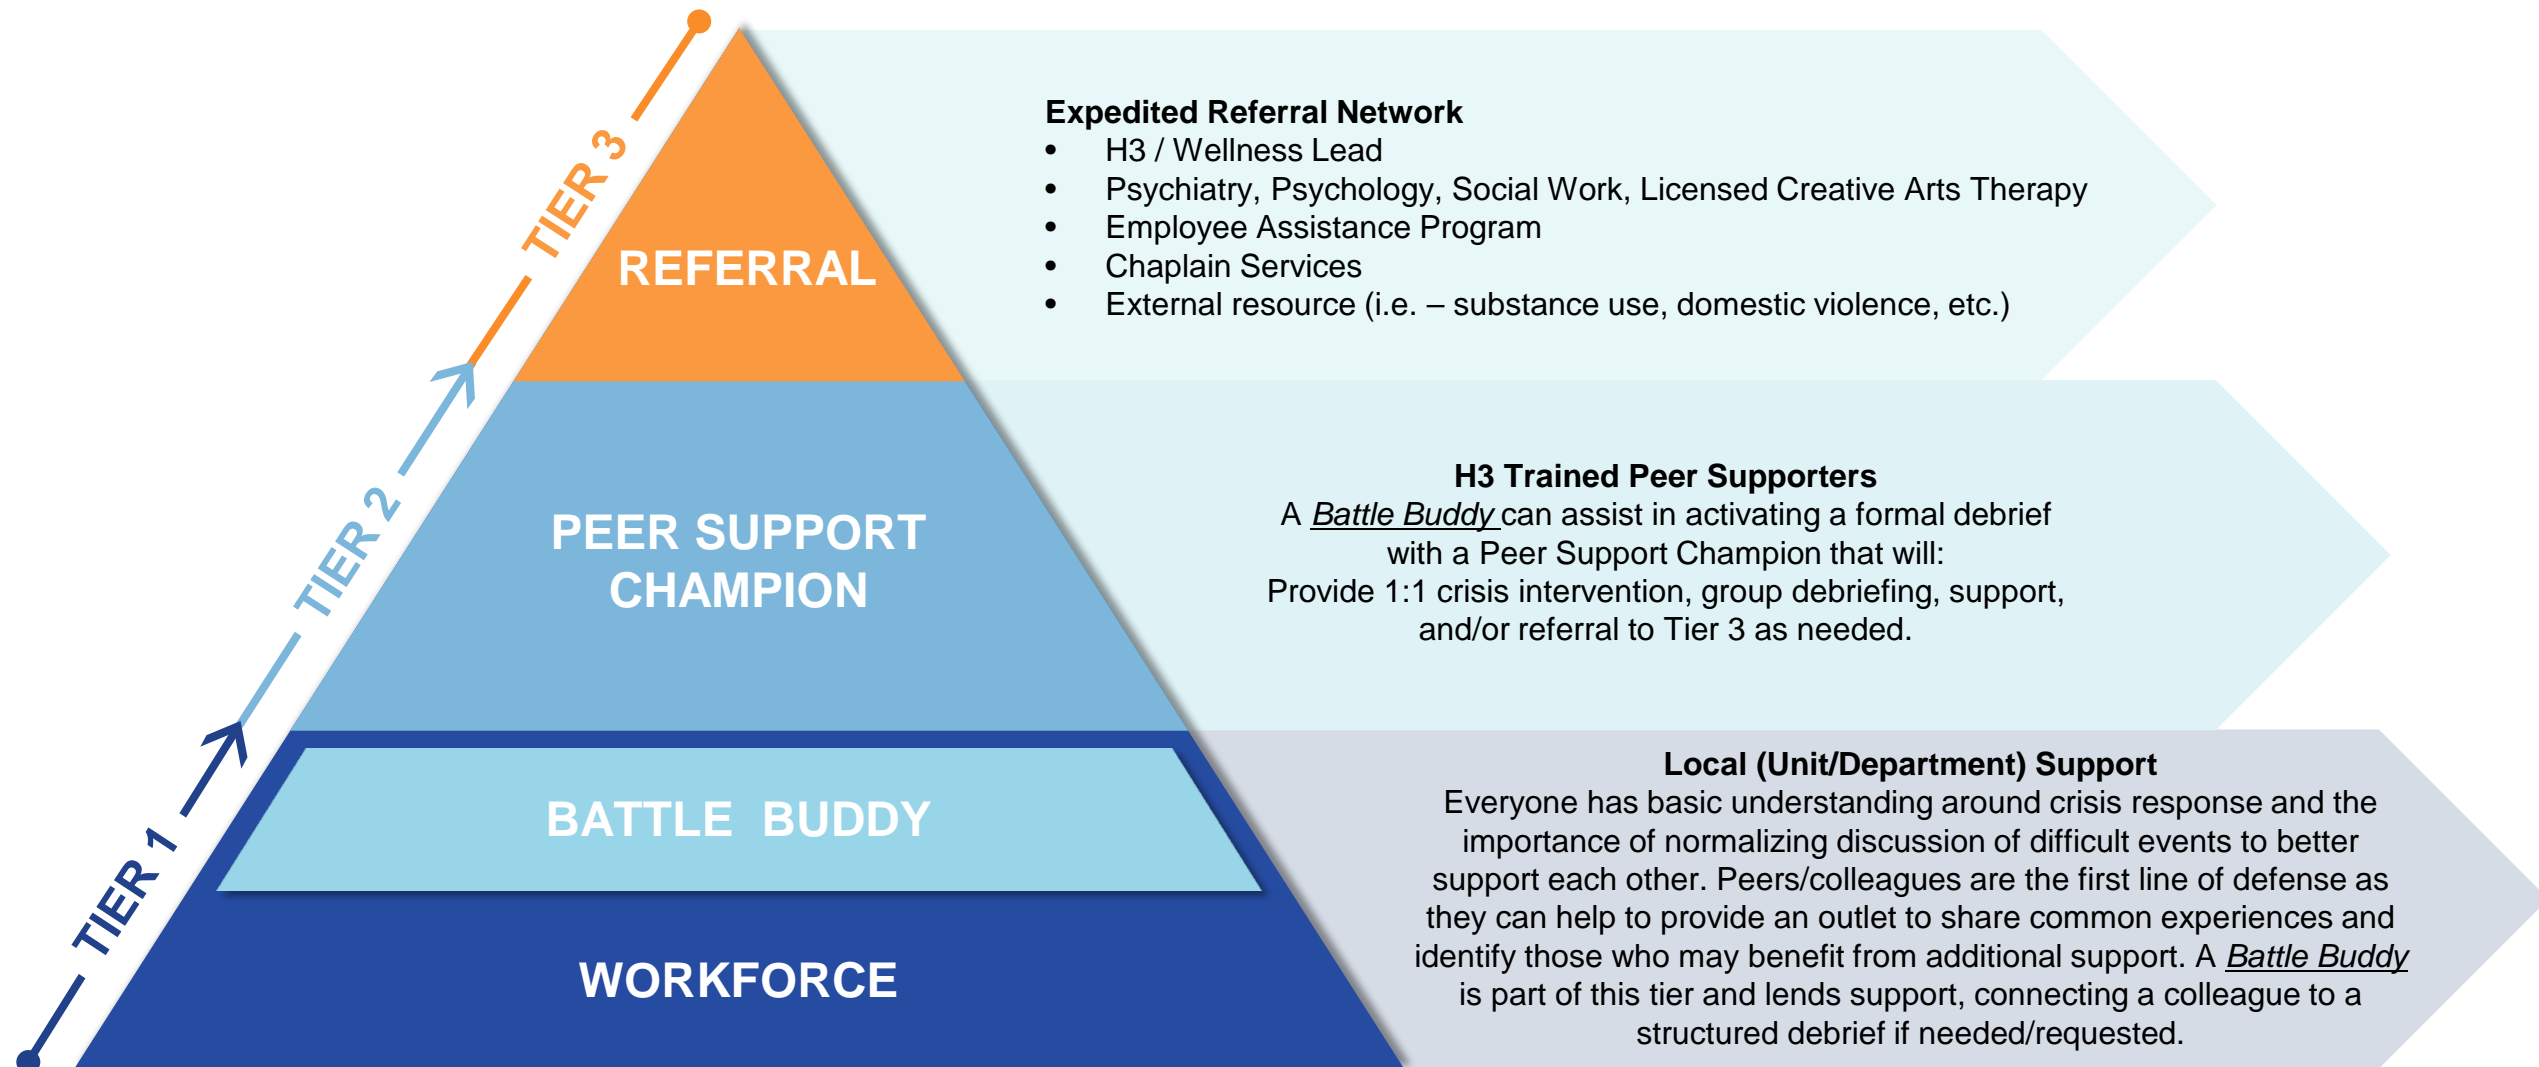 TIER 3
REFERRAL
Expedited Referral Network
• H3 / Wellness Lead
• Psychiatry, Psychology, Social Work, Licensed Creative Arts Therapy
• Employee Assistance Program
• Chaplain Services
• External resource (i.e. – substance use, domestic violence, etc.)
TIER 2
PEER SUPPORT
CHAMPION
H3 Trained Peer Supporters
A Battle Buddy can assist in activating a formal debrief
with a Peer Support Champion that will:
Provide 1:1 crisis intervention, group debriefing, support,
and/or referral to Tier 3 as needed.
TIER 1
BATTLE BUDDY
WORKFORCE
Local (Unit/Department) Support
Everyone has basic understanding around crisis response and the
importance of normalizing discussion of difficult events to better
support each other. Peers/colleagues are the first line of defense as
they can help to provide an outlet to share common experiences and
identify those who may benefit from additional support. A Battle Buddy
is part of this tier and lends support, connecting a colleague to a
structured debrief if needed/requested.